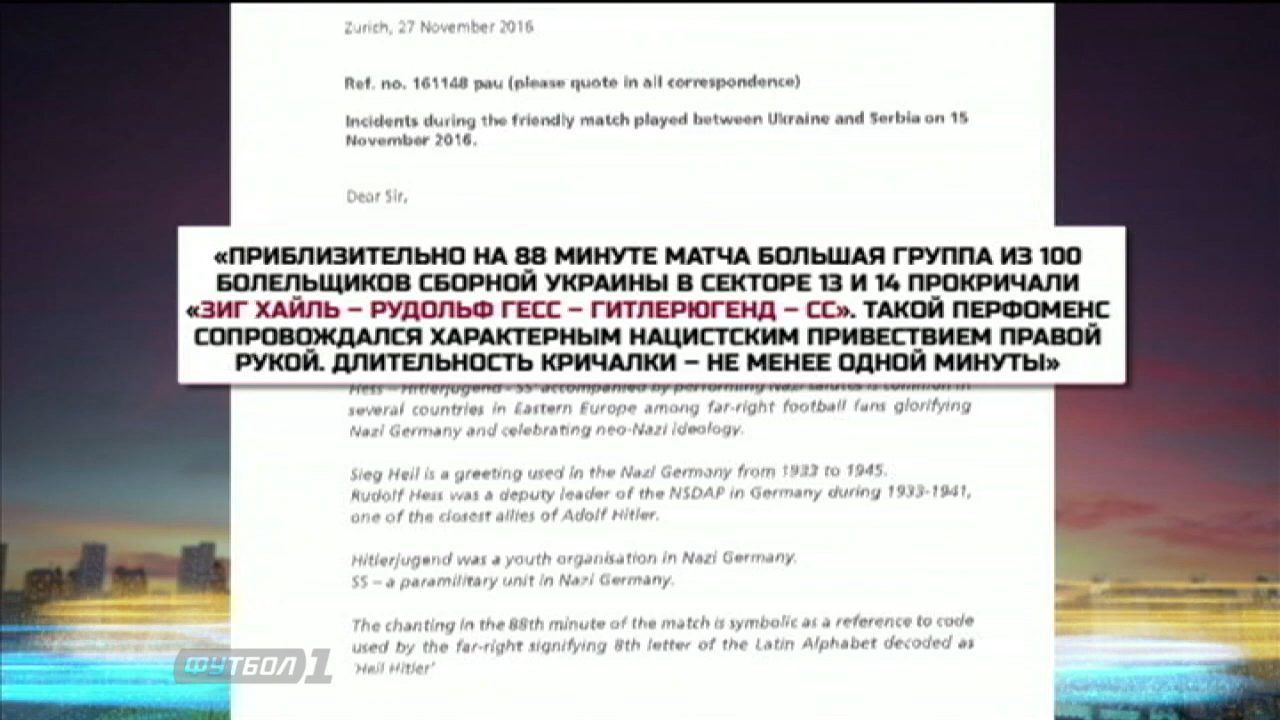 Zurich, 27 November 2016
Ref. no. 161148 pau (please quote in all correspondence)
Incidents during the friendly match played between Ukraine and Serbia on 15
November 2016.
Dear Sir,
«ПРИБЛИЗИТЕЛЬНО НА 88 МИНУТЕ МАТЧА БОЛЬШАЯ ГРУППА ИЗ 100
БОЛЕЛЬЩИКОВ СБОРНОЙ УКРАИНЫ В СЕКТОРЕ 13 И 14 ПРОКРИЧАЛИ
«ЗИГ ХАЙЛЬ – РУДОЛЬФ ГЕСС – ГИТЛЕРЮГЕНД – СС». ТАКОЙ ПЕРФОМЕНС
СОПРОВОЖДАЛСЯ ХАРАКТЕРНЫМ НАЦИСТСКИМ ПРИВЕСТВИЕМ ПРАВОЙ
РУКОЙ. ДЛИТЕЛЬНОСТЬ КРИЧАЛКИ – НЕ МЕНЕЕ ОДНОЙ МИНУТЫ»
Hess – Hitlerjugend - SS' accompanied by performing Nazi salutes is common in
several countries in Eastern Europe among far-right football fans glorifying
Nazi Germany and celebrating neo-Nazi ideology.
Sieg Heil is a greeting used in the Nazi Germany from 1933 to 1945.
Rudolf Hess was a deputy leader of the NSDAP in Germany during 1933-1941,
one of the closest allies of Adolf Hitler.
Hitlerjugend was a youth organisation in Nazi Germany.
SS – a paramilitary unit in Nazi Germany.
The chanting in the 88th minute of the match is symbolic as a reference to code
used by the far-right signifying 8th letter of the Latin Alphabet decoded as
'Heil Hitler'
ФУТБОЛ 1